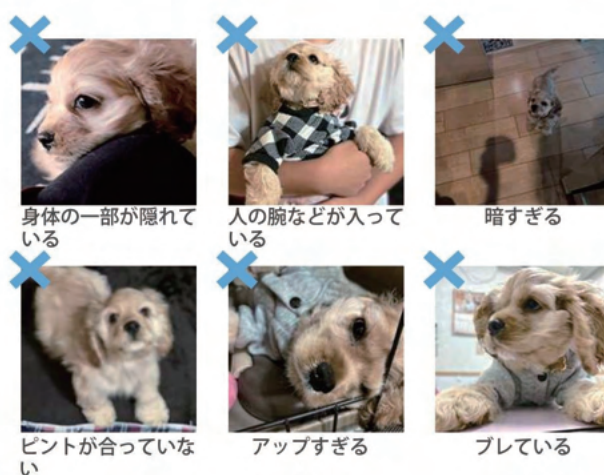 身体の一部が隠れて
いる
人の腕などが入って
いる
暗すぎる
ピントが合っていな
い
アップすぎる
ブレている